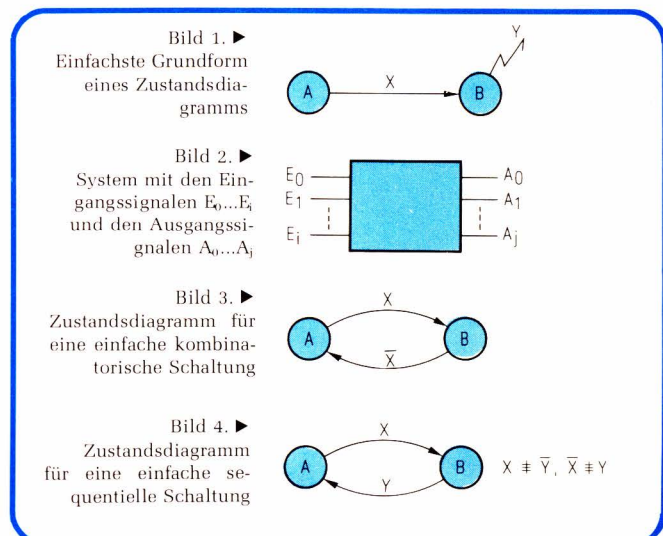 Bild 1. ▶
Einfachste Grundform
eines Zustandsdia-
gramms
A
X
B
Y
Bild 2. ▶
System mit den Ein-
gangssignalen E₀...Eᵢ
und den Ausgangssi-
gnalen A₀...Aⱼ
E₀
E₁
Eᵢ
A₀
A₁
Aⱼ
Bild 3. ▶
Zustandsdiagramm für
eine einfache kombina-
torische Schaltung
A
X
X̅
B
Bild 4. ▶
Zustandsdiagramm
für eine einfache se-
quentielle Schaltung
A
X
Y
B
X ≢ Y̅, X̅ ≢ Y